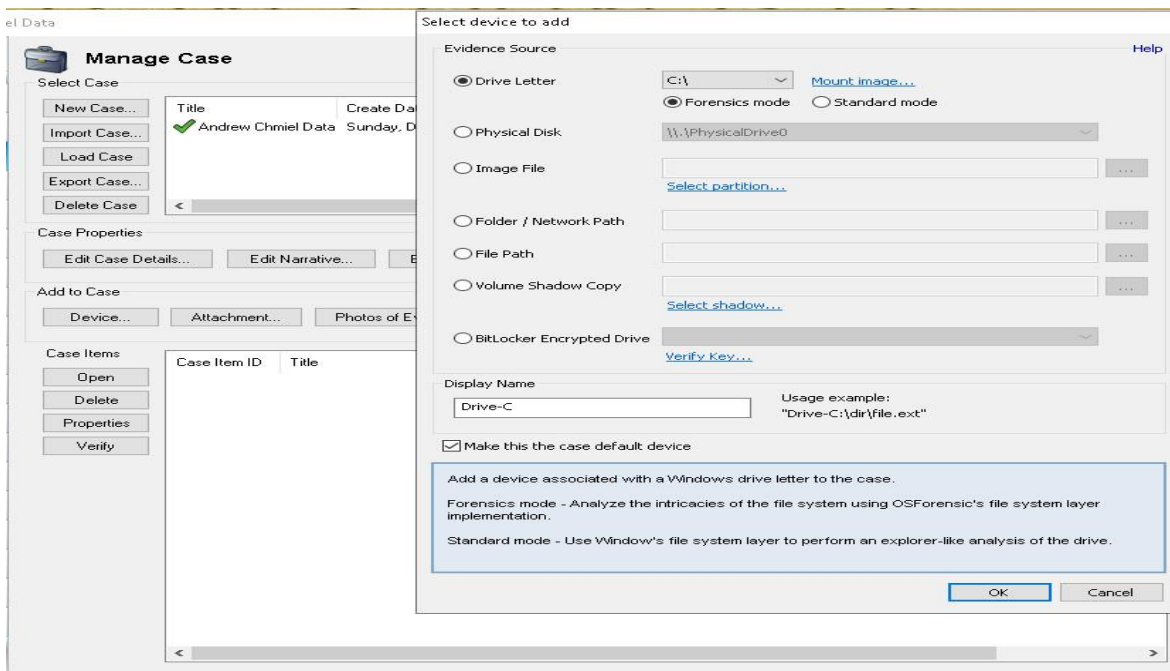 el Data
Manage Case
Select Case
New Case...
Import Case...
Load Case
Export Case...
Delete Case
Title Create Da
Andrew Chmiel Data Sunday, D
Case Properties
Edit Case Details...
Edit Narrative...
E
Add to Case
Device...
Attachment...
Photos of Ev
Case Items
Open
Delete
Properties
Verify
Case Item ID Title
Select device to add
Evidence Source
Help
Drive Letter
C:\
Mount image...
Forensics mode
Standard mode
Physical Disk
\\.\PhysicalDrive0
Image File
...
Select partition...
Folder / Network Path
...
File Path
...
Volume Shadow Copy
...
Select shadow...
BitLocker Encrypted Drive
Verify Key...
Display Name
Drive-C
Usage example:
"Drive-C:\dir\file.ext"
Make this the case default device
Add a device associated with a Windows drive letter to the case.
Forensics mode - Analyze the intricacies of the file system using OSForensic's file system layer
implementation.
Standard mode - Use Window's file system layer to perform an explorer-like analysis of the drive.
OK
Cancel